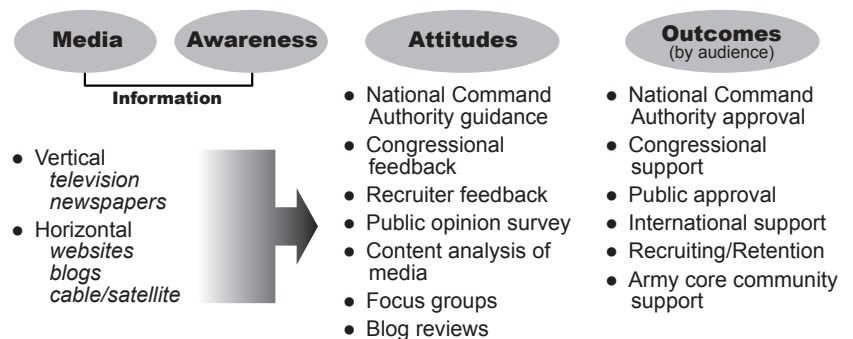 Media
Awareness
Information
● Vertical
television
newspapers
● Horizontal
websites
blogs
cable/satellite
Attitudes
● National Command
Authority guidance
● Congressional
feedback
● Recruiter feedback
● Public opinion survey
● Content analysis of
media
● Focus groups
● Blog reviews
Outcomes
(by audience)
● National Command
Authority approval
● Congressional
support
● Public approval
● International support
● Recruiting/Retention
● Army core community
support